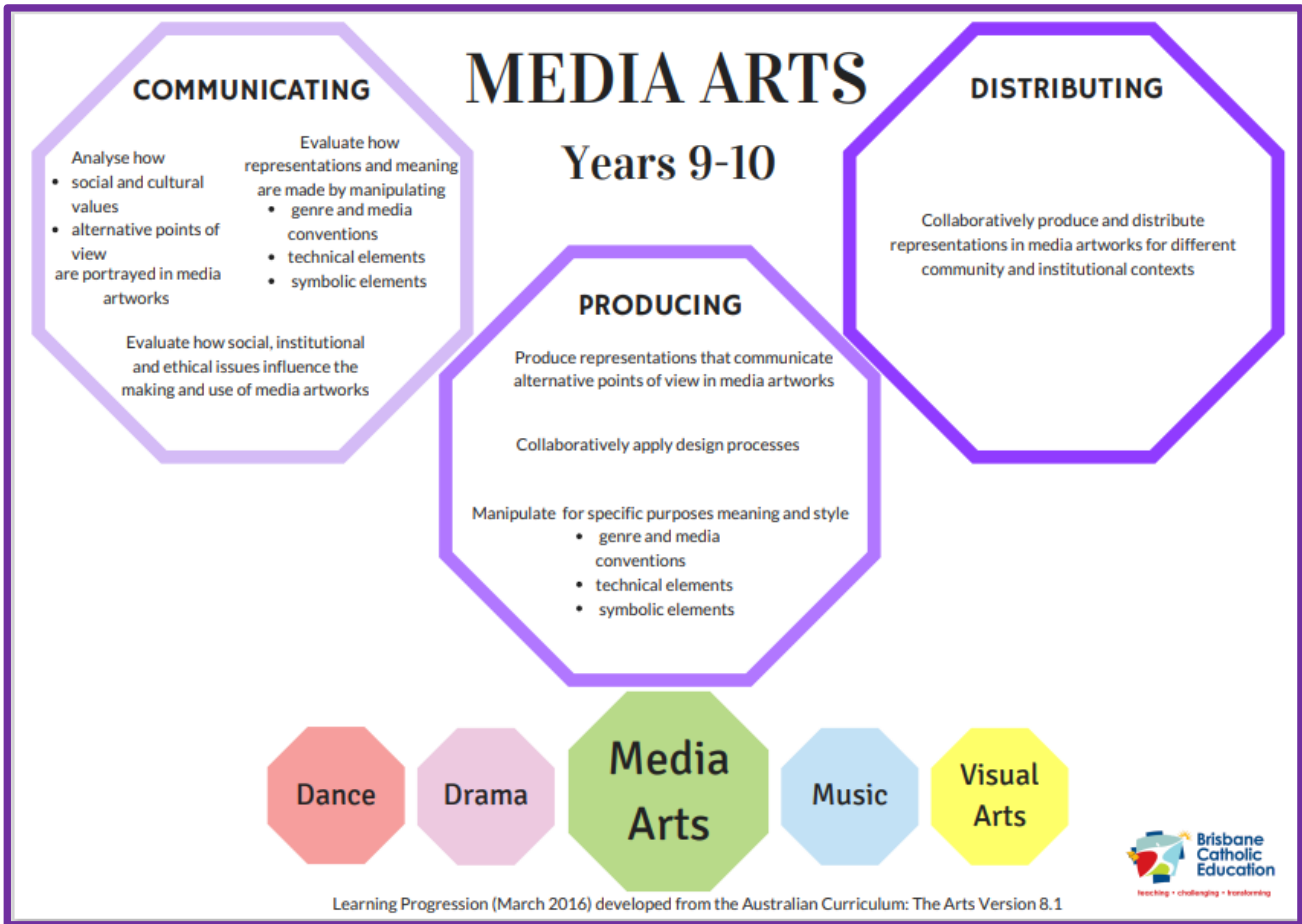 MEDIA ARTS
Years 9-10
COMMUNICATING
Analyse how
• social and cultural
values
• alternative points of
view
are portrayed in media
artworks
Evaluate how
representations and meaning
are made by manipulating
• genre and media
conventions
• technical elements
• symbolic elements
Evaluate how social, institutional
and ethical issues influence the
making and use of media artworks
PRODUCING
Produce representations that communicate
alternative points of view in media artworks
Collaboratively apply design processes
Manipulate for specific purposes meaning and style
• genre and media
conventions
• technical elements
• symbolic elements
DISTRIBUTING
Collaboratively produce and distribute
representations in media artworks for different
community and institutional contexts
Dance
Drama
Media
Arts
Music
Visual
Arts
Brisbane
Catholic
Education
teaching • challenging • transforming
Learning Progression (March 2016) developed from the Australian Curriculum: The Arts Version 8.1